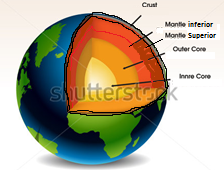 Crust
Mantle inferior
Mantle Superior
Outer Core
Innre Core
shutterstock